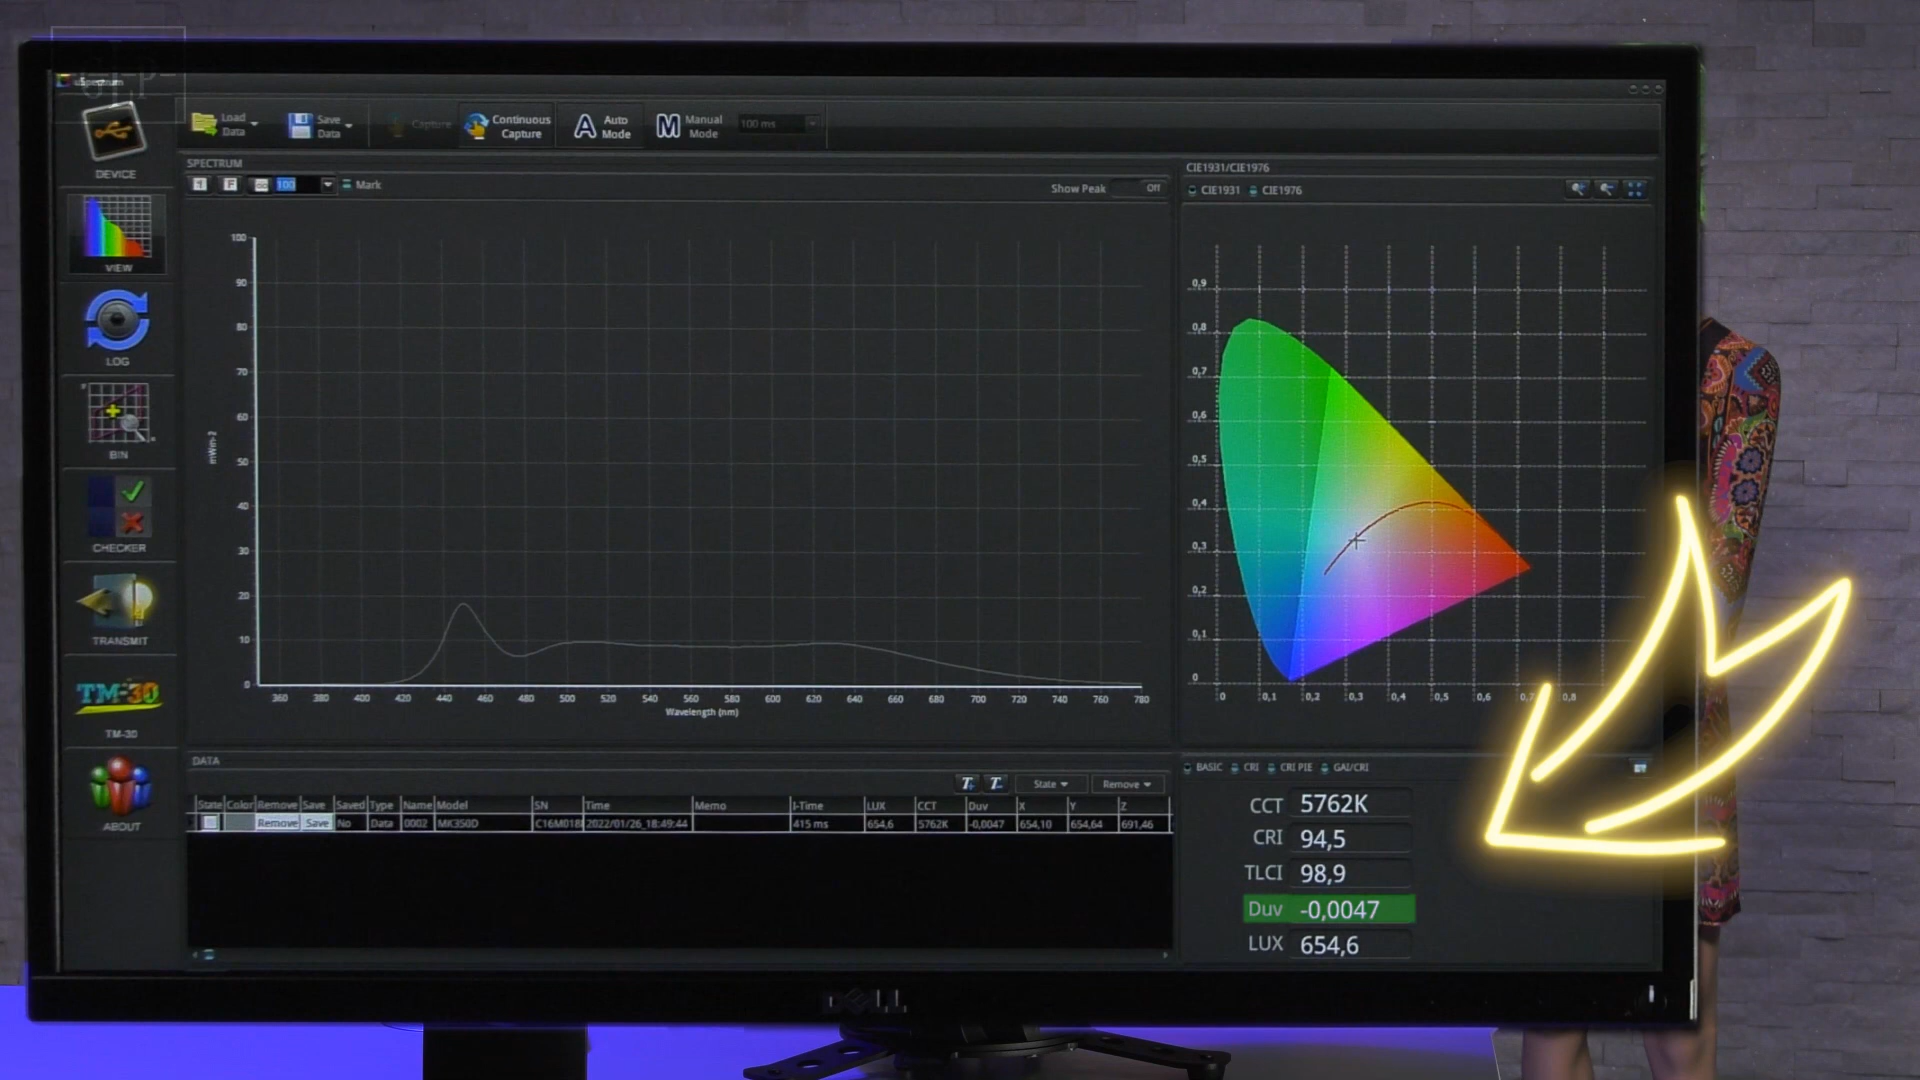 uSpectrum
Load Data
Save Data
Capture
Continuous Capture
A Auto Mode
M Manual Mode
100 ms
DEVICE
VIEW
LOG
BIN
CHECKER
TRANSMIT
TM-30
TM-30
ABOUT
SPECTRUM
F 100 Mark
Show Peak Off
100
90
80
70
60
50
40
30
20
10
0
360 380 400 420 440 460 480 500 520 540 560 580 600 620 640 660 680 700 720 740 760 780
Wavelength (nm)
CIE1931/CIE1976
CIE1931 CIE1976
0,9
0,8
0,7
0,6
0,5
0,4
0,3
0,2
0,1
0
0 0,1 0,2 0,3 0,4 0,5 0,6 0,7 0,8
DATA
T+ T- State Remove
State Color Remove Save Saved Type Name Model SN Time Memo I-Time LUX CCT Duv X Y Z
Remove Save No Data 0002 MK350D C16M018 2022/01/26_18:49:44 415 ms 654,6 5762K -0,0047 654,10 654,64 691,46
BASIC CRI CRI PIE GAI/CRI
CCT 5762K
CRI 94,5
TLCI 98,9
Duv -0,0047
LUX 654,6
DELL